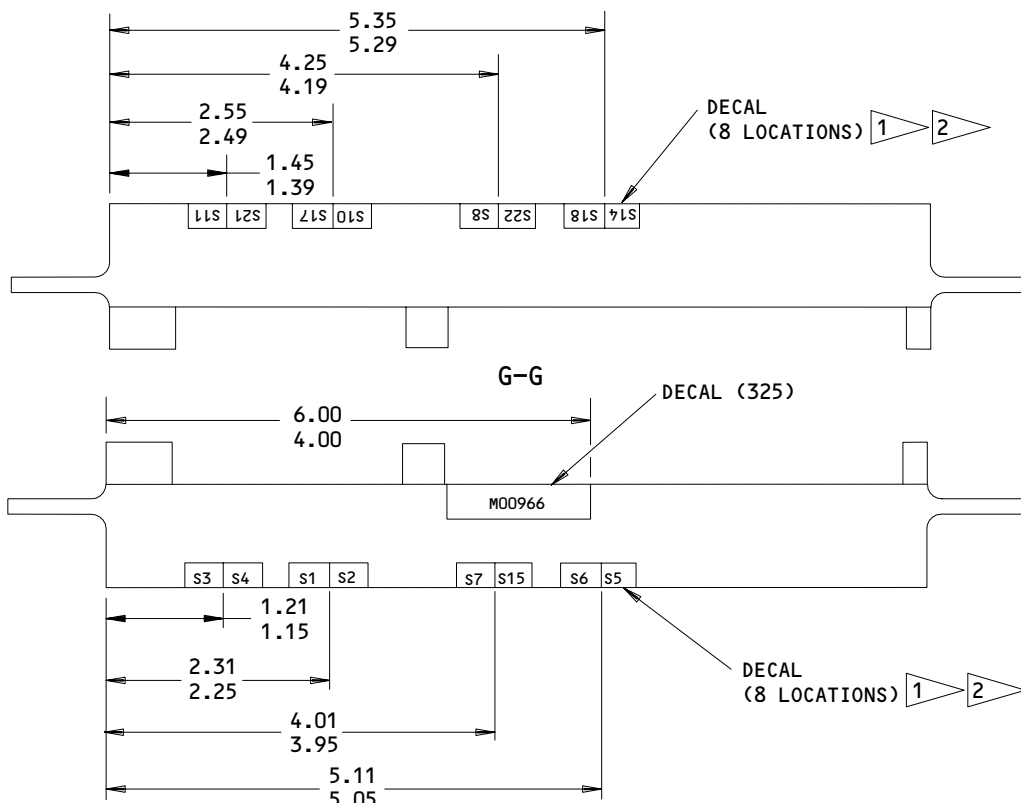 5.35
5.29
4.25
4.19
2.55
2.49
1.45
1.39
DECAL
(8 LOCATIONS) 1 2
S11 S21 S17 S10 S8 S22 S18 S14
G-G
DECAL (325)
6.00
4.00
M00966
S3 S4 S1 S2 S7 S15 S6 S5
1.21
1.15
2.31
2.25
4.01
3.95
5.11
5.05
DECAL
(8 LOCATIONS) 1 2